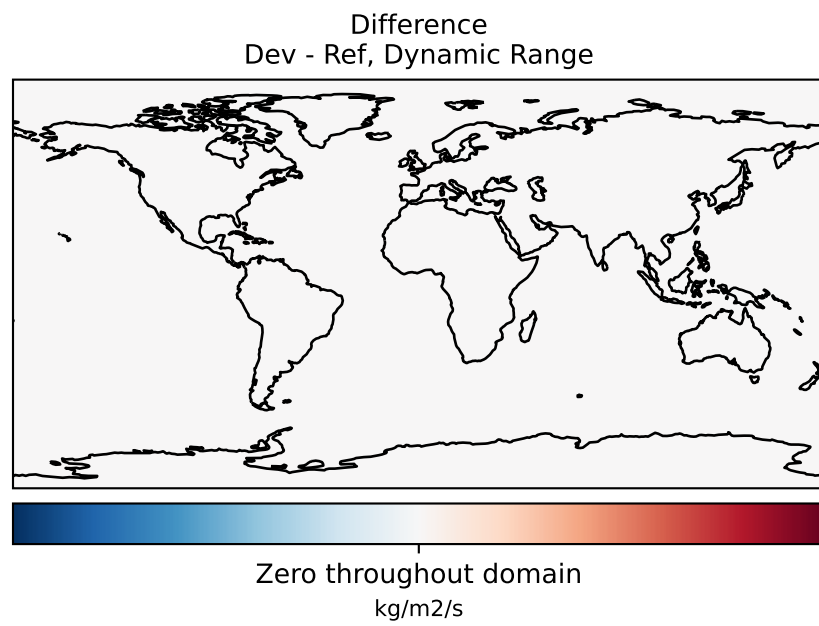 Difference
Dev - Ref, Dynamic Range
Zero throughout domain
kg/m2/s